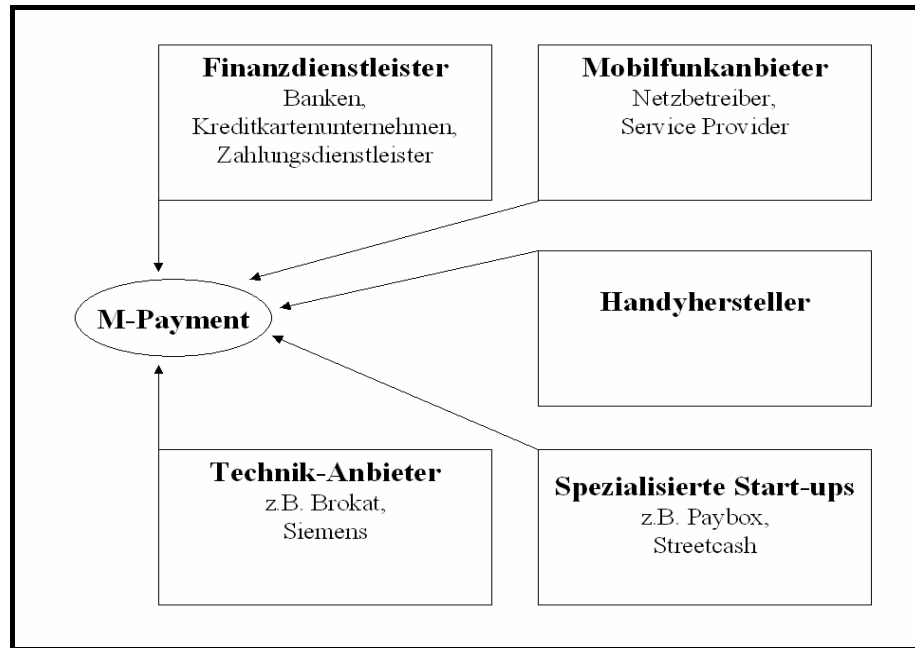 Finanzdienstleister
Banken,
Kreditkartenunternehmen,
Zahlungsdienstleister
Mobilfunkanbieter
Netzbetreiber,
Service Provider
M-Payment
Handyhersteller
Technik-Anbieter
z.B. Brokat,
Siemens
Spezialisierte Start-ups
z.B. Paybox,
Streetcash